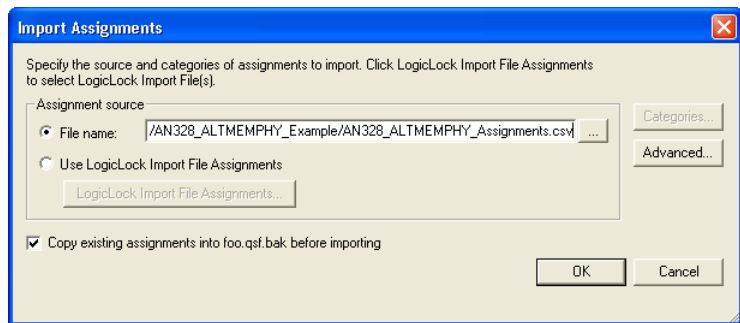 Import Assignments
Specify the source and categories of assignments to import. Click LogicLock Import File Assignments
to select LogicLock Import File(s).
Assignment source
File name: /AN328_ALTMEMPHY_Example/AN328_ALTMEMPHY_Assignments.csv ...
Categories...
Advanced...
Use LogicLock Import File Assignments
LogicLock Import File Assignments...
Copy existing assignments into foo.qsf.bak before importing
OK Cancel